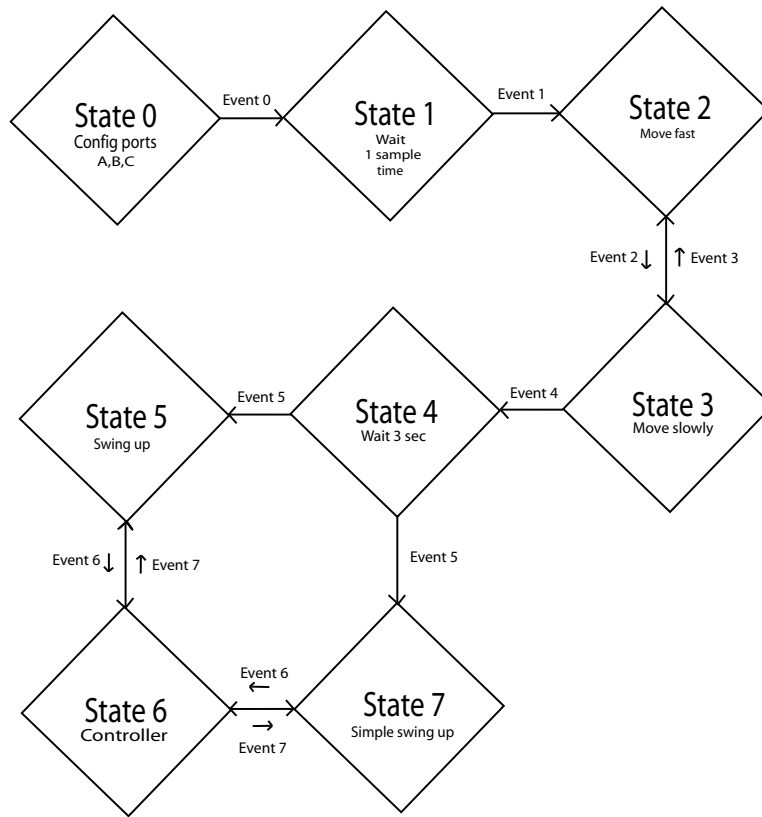 State 0
Config ports
A,B,C
Event 0
State 1
Wait
1 sample
time
Event 1
State 2
Move fast
Event 2
Event 3
State 3
Move slowly
Event 4
State 4
Wait 3 sec
Event 5
State 5
Swing up
Event 5
Event 6
Event 7
State 6
Controller
Event 6
Event 7
State 7
Simple swing up